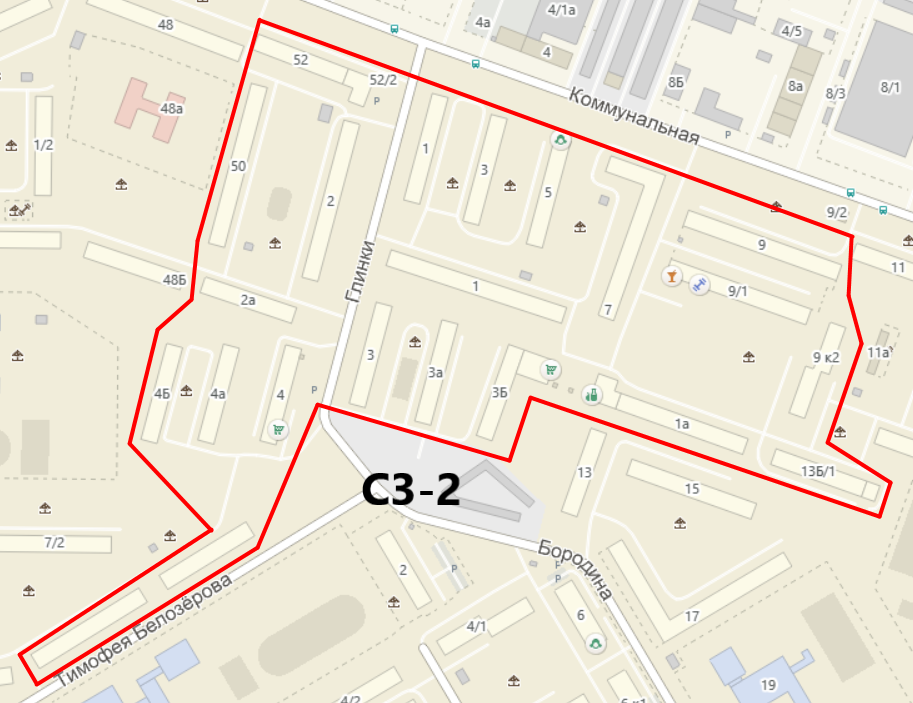 48
4а
4/1а
4
4/5
8Б
8а
8/3
8/1
52
52/2
Р
Коммунальная
Р
48а
1/2
50
2
1
3
5
9/2
9
11
48Б
2а
Глинки
1
7
9/1
3
3а
9 к2
11а
4Б
4а
4
Р
3Б
1а
13Б/1
С3-2
13
15
7/2
Бородина
2
Р
Р
Р
Тимофея Белозёрова
6
17
4/1
19
4/2
6 к1